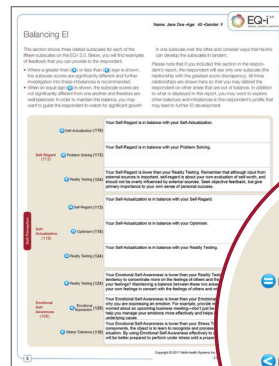 Name: Jane Doe•Age: 40•Gender: F
EQ-i 2.0
Balancing EI
This section shows three related subscales for each of the
fifteen subscales on the EQ-i 2.0. Below, you will find examples
of feedback that you can provide to the respondent.
• Where a greater than or less than sign is shown,
the subscale scores are significantly different and further
investigation into these imbalances is recommended.
• When an equal sign is shown, the subscale scores are
not significantly different from one another and therefore are
well balanced. In order to maintain this balance, you may
want to guide the respondent to watch for significant growth
in one subscale over the other and consider ways that he/she
can develop the subscales in tandem.
Please note that if you included this section in the respon-
dent's report, the respondent will see only one subscale (the
relationship with the greatest score discrepancy). All three
relationships are shown here so that you may debrief the
respondent on other areas that are out of balance. In addition
to what is displayed in this report, you may want to explore
other balances and imbalances in the respondent's profile that
may lead to further EI development
Self-Perception
Self-Regard
(113)
Self-Actualization (116)
Your Self-Regard is in balance with your Self-Actualization.
Problem Solving (113)
Your Self-Regard is in balance with your Problem Solving.
Reality Testing (124)
Your Self-Regard is lower than your Reality Testing. Remember that although input from
external sources is important, self-regard is about your own evaluation of self-worth, and
should not be overly influenced by external sources. Seek objective feedback, but give
primary importance to your own sense of personal success
Self-Actualization
(116)
Self-Regard (113)
Your Self-Actualization is in balance with your Self-Regard.
Optimism (116)
Your Self-Actualization is in balance with your Optimism.
Reality Testing (124)
Your Self-Actualization is in balance with your Reality Testing.
Emotional
Self-
Awareness
Reality Testing (124)
Your Emotional Self-Awareness is lower than your Reality
tendency to concentrate more on the feelings of others and the
your feelings? Maintaining a balance between these two areas
your own feelings in concert with the feelings of others and
Emotional
Expression
Your Emotional Self-Awareness is lower than your Emotional
why you are expressing an emotion. For example, provide
worried about an upcoming business meeting—don't just
help you manage your emotions more effectively and
underlying cause.
Stress Tolerance
Your Emotional Self-Awareness is lower than your Stress
components, the object is to learn to recognize and process
situation. By using Emotional Self-Awareness effectively to
will be better prepared to perform under stress until a proper
Copyright © 2011 Multi-Health Systems Inc.